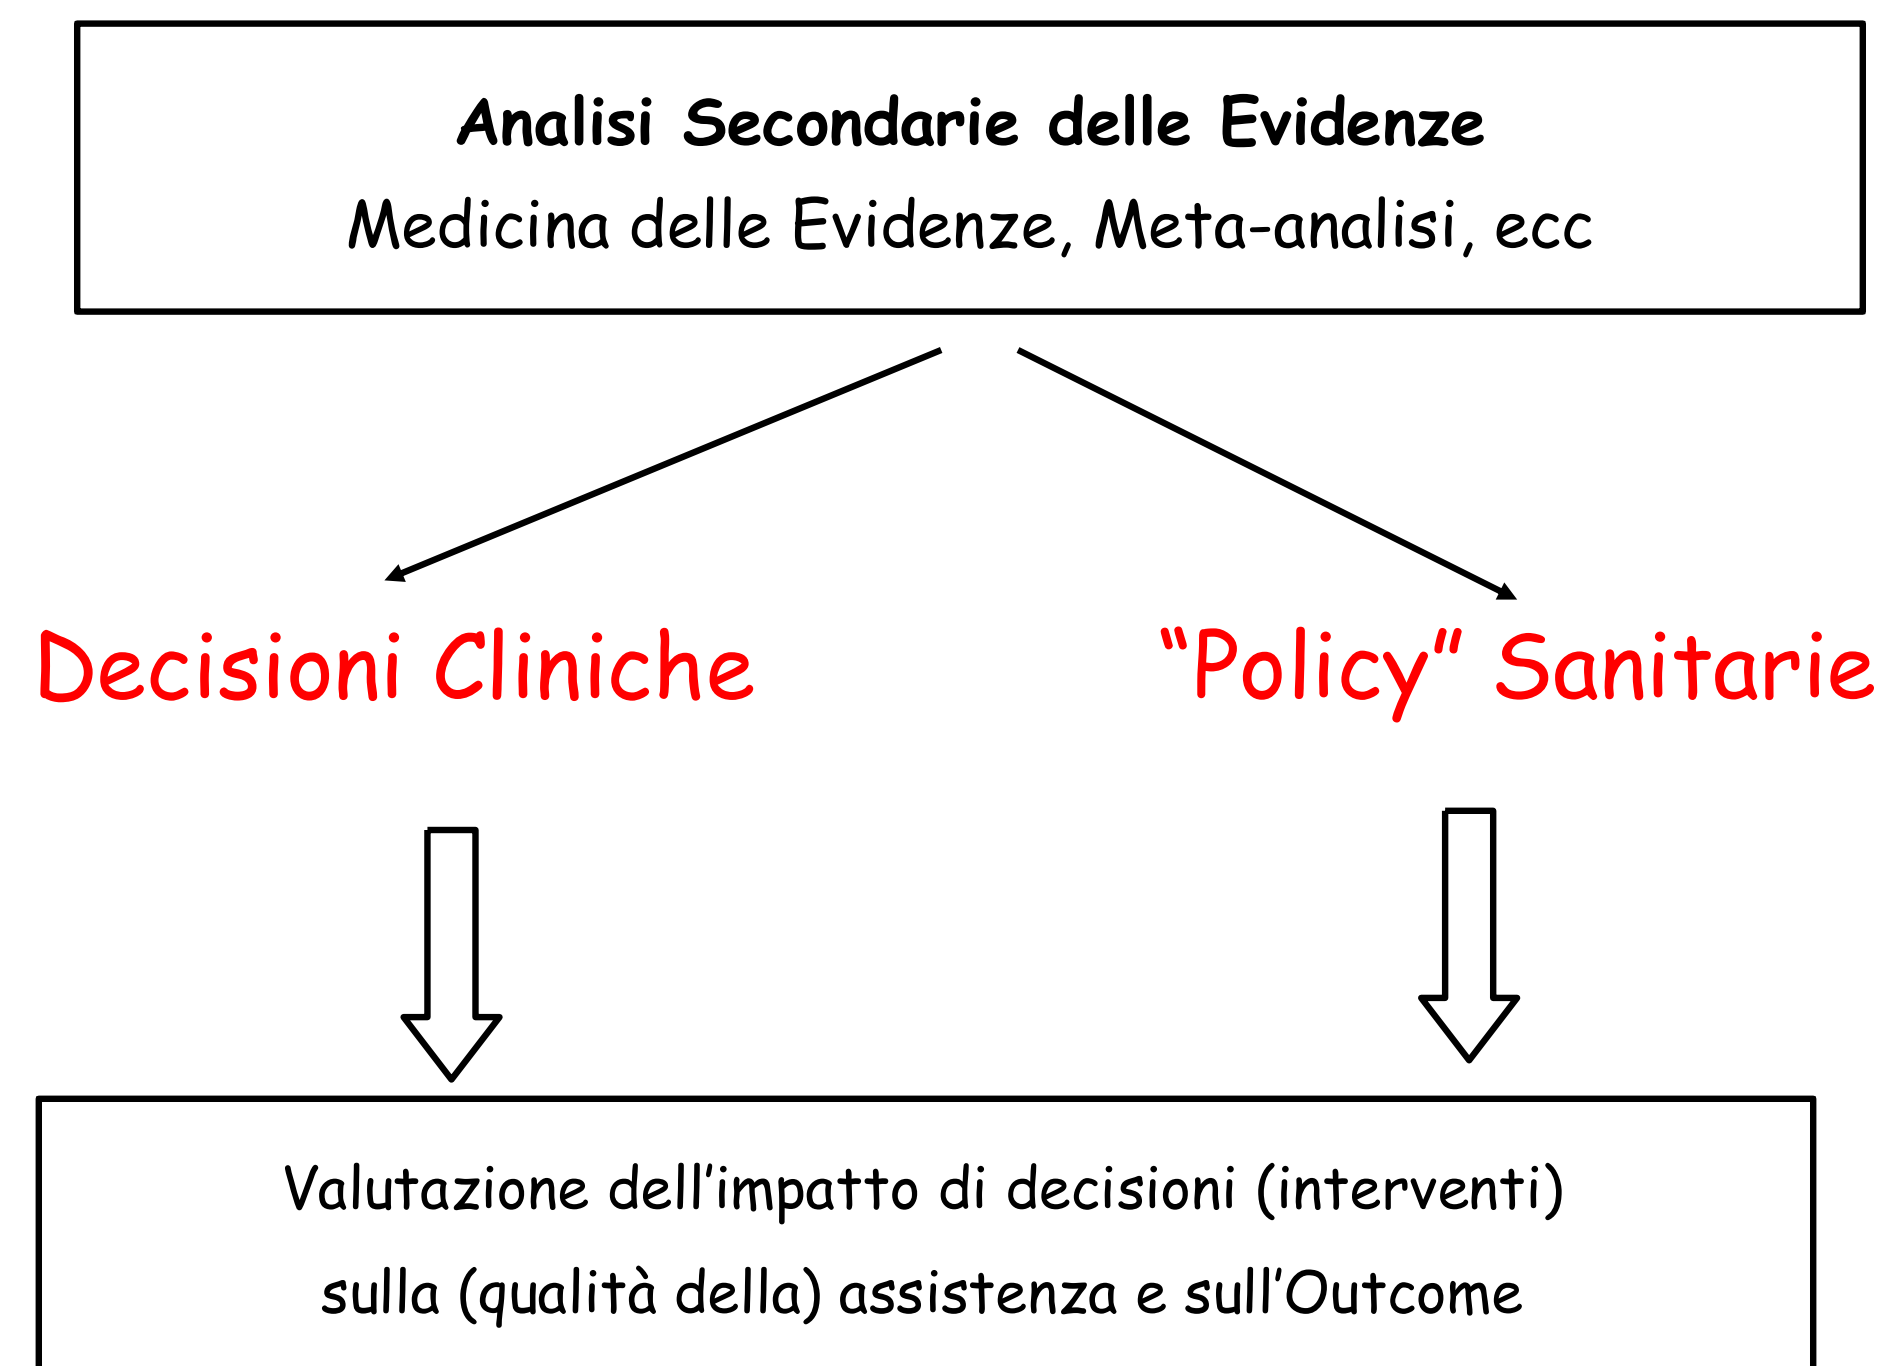 Analisi Secondarie delle Evidenze
Medicina delle Evidenze, Meta-analisi, ecc
Decisioni Cliniche
“Policy” Sanitarie
Valutazione dell’impatto di decisioni (interventi)
sulla (qualità della) assistenza e sull’Outcome